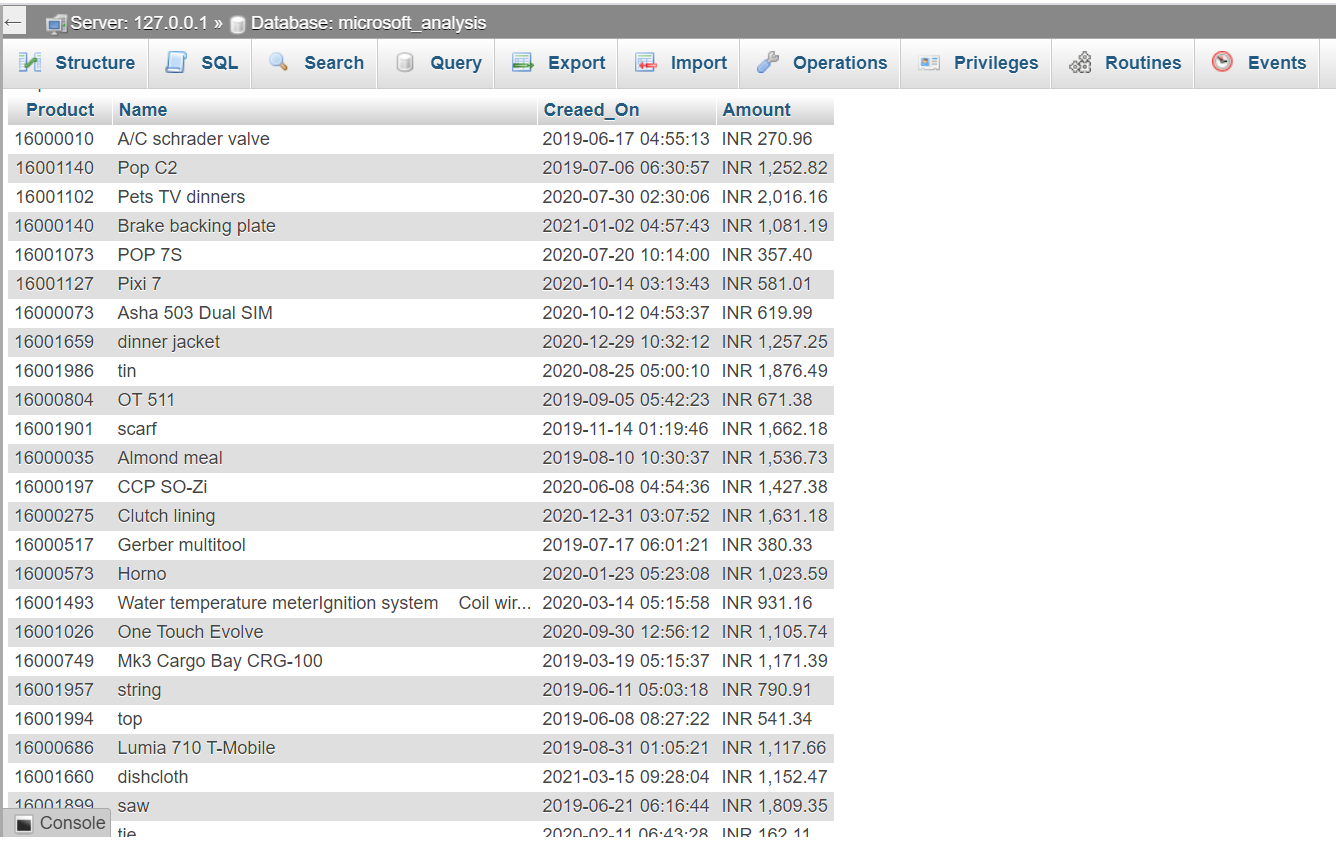 Server: 127.0.0.1 » Database: microsoft_analysis
Structure SQL Search Query Export Import Operations Privileges Routines Events
Product Name Creaed_On Amount
16000010 A/C schrader valve 2019-06-17 04:55:13 INR 270.96
16001140 Pop C2 2019-07-06 06:30:57 INR 1,252.82
16001102 Pets TV dinners 2020-07-30 02:30:06 INR 2,016.16
16000140 Brake backing plate 2021-01-02 04:57:43 INR 1,081.19
16001073 POP 7S 2020-07-20 10:14:00 INR 357.40
16001127 Pixi 7 2020-10-14 03:13:43 INR 581.01
16000073 Asha 503 Dual SIM 2020-10-12 04:53:37 INR 619.99
16001659 dinner jacket 2020-12-29 10:32:12 INR 1,257.25
16001986 tin 2020-08-25 05:00:10 INR 1,876.49
16000804 OT 511 2019-09-05 05:42:23 INR 671.38
16001901 scarf 2019-11-14 01:19:46 INR 1,662.18
16000035 Almond meal 2019-08-10 10:30:37 INR 1,536.73
16000197 CCP SO-Zi 2020-06-08 04:54:36 INR 1,427.38
16000275 Clutch lining 2020-12-31 03:07:52 INR 1,631.18
16000517 Gerber multitool 2019-07-17 06:01:21 INR 380.33
16000573 Horno 2020-01-23 05:23:08 INR 1,023.59
16001493 Water temperature meterIgnition system Coil wir... 2020-03-14 05:15:58 INR 931.16
16001026 One Touch Evolve 2020-09-30 12:56:12 INR 1,105.74
16000749 Mk3 Cargo Bay CRG-100 2019-03-19 05:15:37 INR 1,171.39
16001957 string 2019-06-11 05:03:18 INR 790.91
16001994 top 2019-06-08 08:27:22 INR 541.34
16000686 Lumia 710 T-Mobile 2019-08-31 01:05:21 INR 1,117.66
16001660 dishcloth 2021-03-15 09:28:04 INR 1,152.47
16001899 saw 2019-06-21 06:16:44 INR 1,809.35
Console tie 2020-02-11 06:43:28 INR 162.11